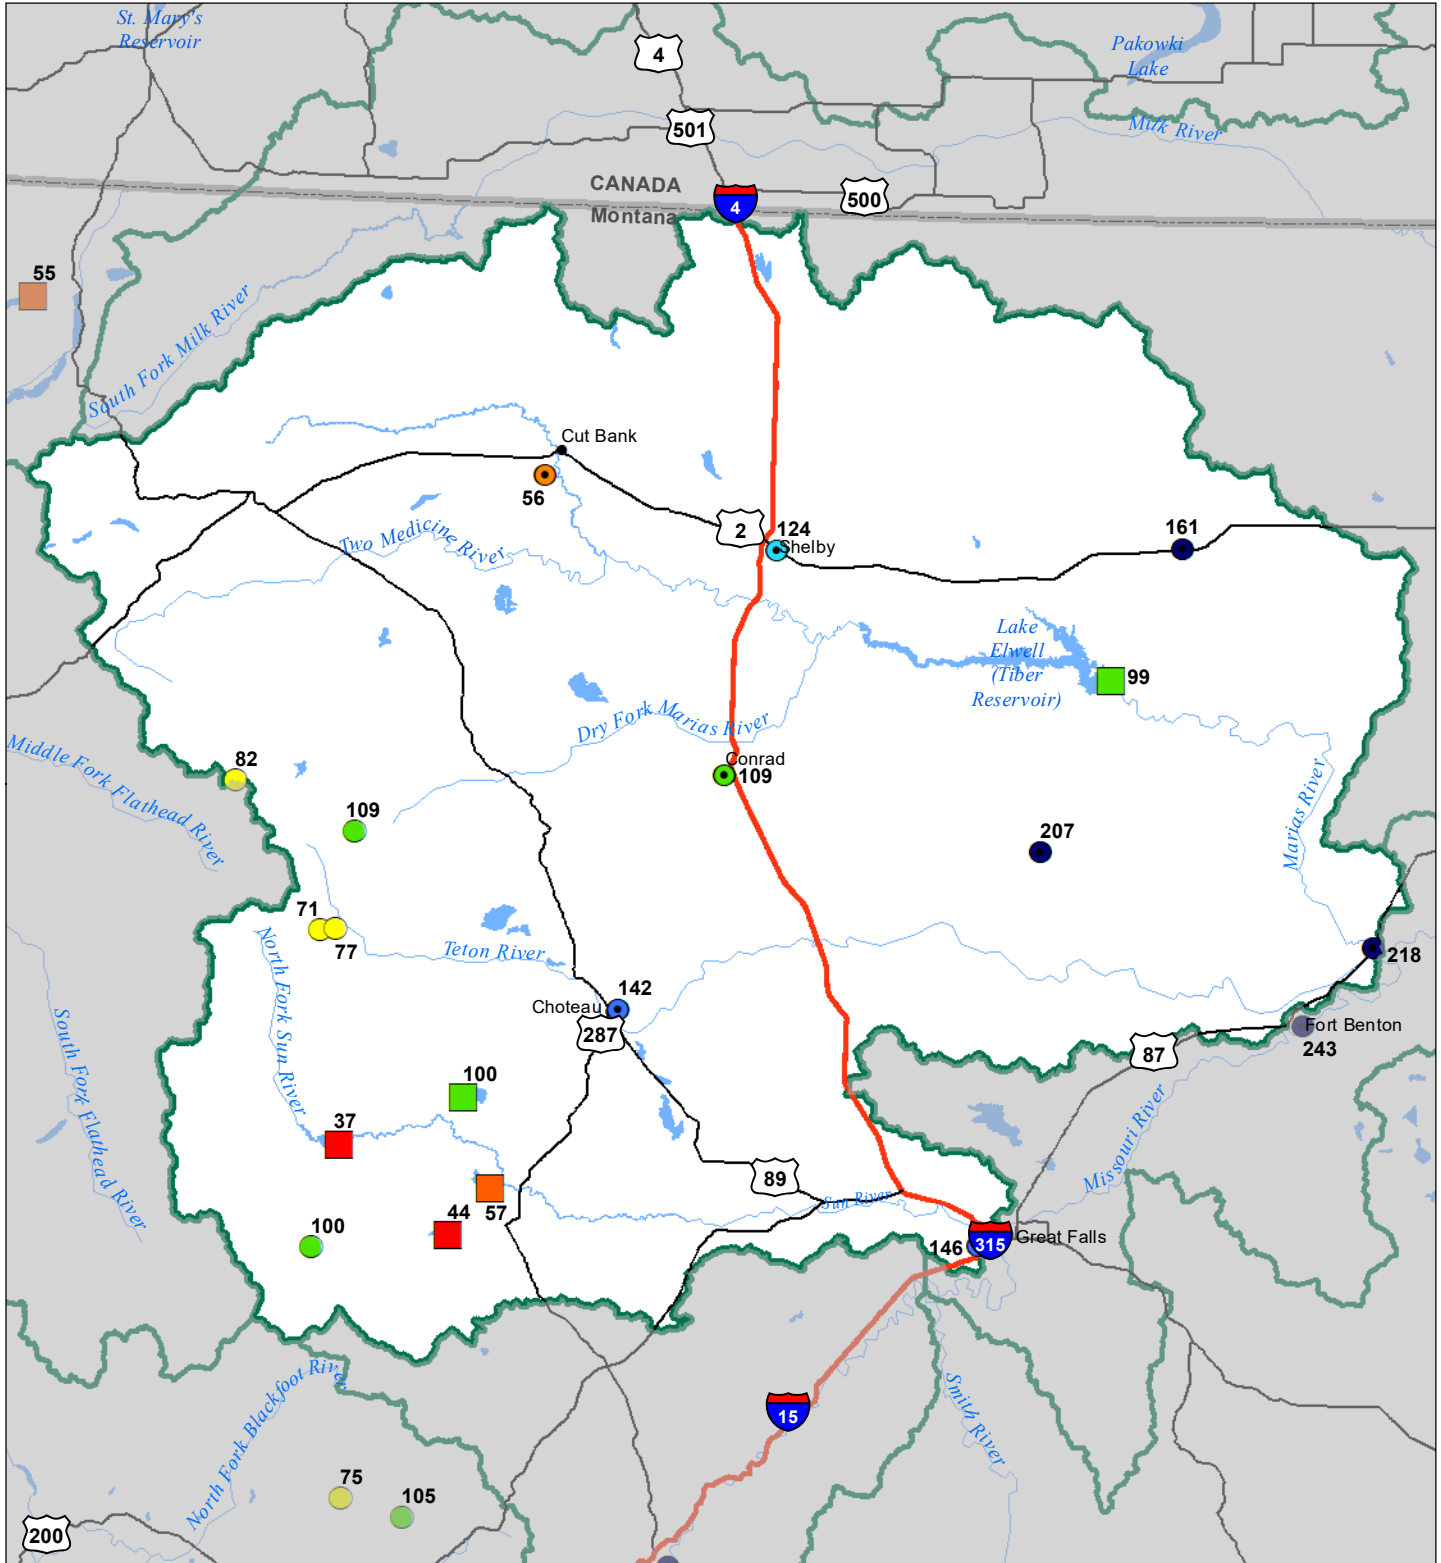 St. Mary's
Reservoir
4
Pakowki
Lake
501
Milk River
CANADA
Montana
4
500
55
South Fork Milk River
Cut Bank
56
2
124
Shelby
161
Two Medicine River
Lake
Elwell
(Tiber
Reservoir)
99
Dry Fork Marias River
Middle Fork Flathead River
82
Conrad
109
109
Marias River
207
71
77
North Fork Sun River
Teton River
218
142
Choteau
287
Fort Benton
243
87
South Fork Flathead River
100
37
Missouri River
89
57
44
Sun River
100
146
315
Great Falls
North Fork Blackfoot River
15
Smith River
75
105
200